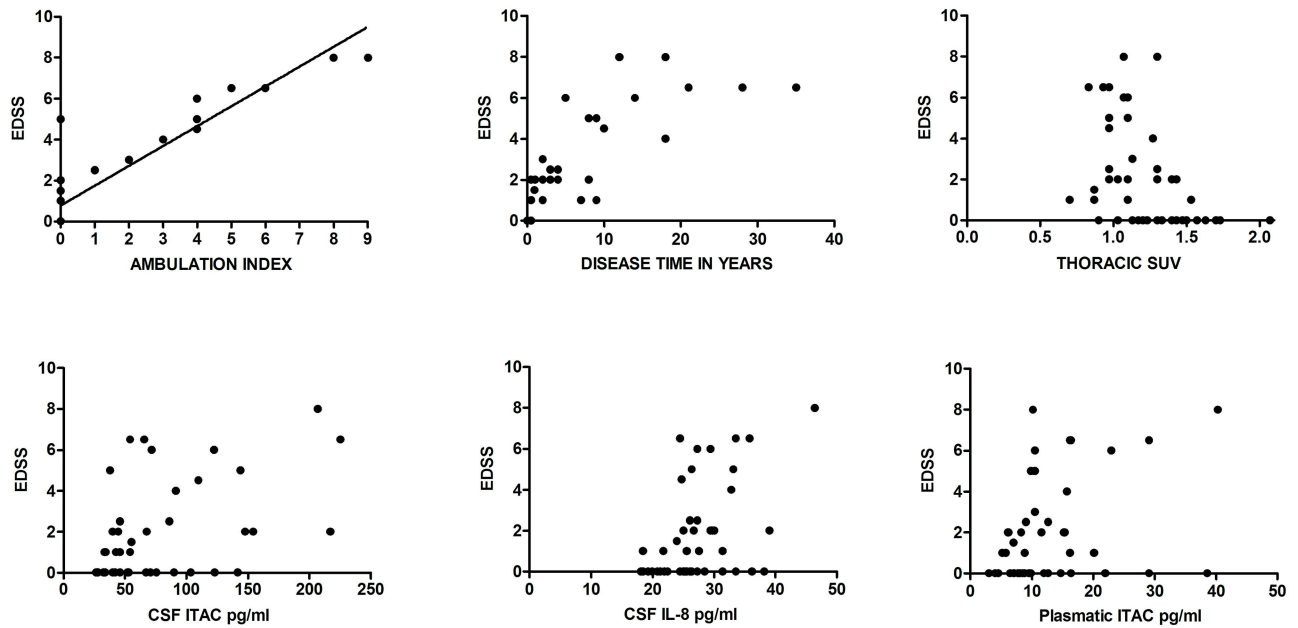 10
8
6
4
2
0
EDSS
0 1 2 3 4 5 6 7 8 9
AMBULATION INDEX
10
8
6
4
2
0
EDSS
0 10 20 30 40
DISEASE TIME IN YEARS
10
8
6
4
2
0
EDSS
0.0 0.5 1.0 1.5 2.0
THORACIC SUV
10
8
6
4
2
0
EDSS
0 50 100 150 200 250
CSF ITAC pg/ml
10
8
6
4
2
0
EDSS
0 10 20 30 40 50
CSF IL-8 pg/ml
10
8
6
4
2
0
EDSS
0 10 20 30 40 50
Plasmatic ITAC pg/ml